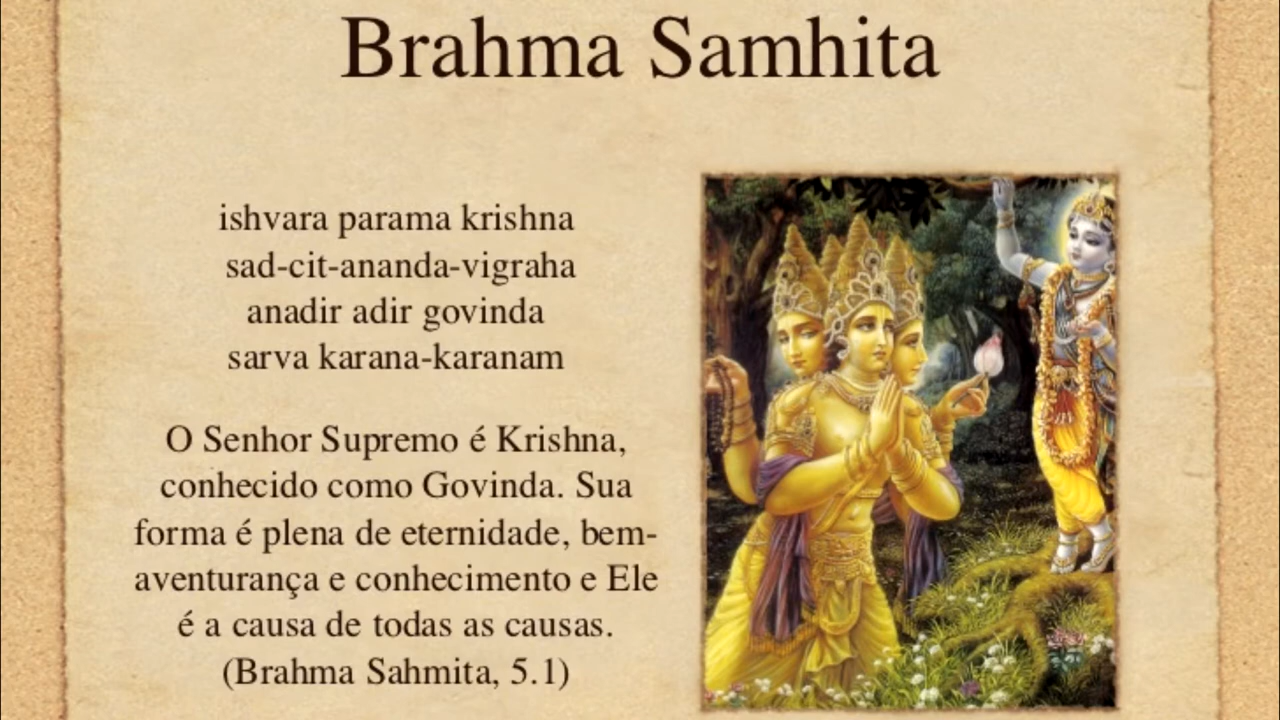 Brahma Samhita
ishvara parama krishna
sad-cit-ananda-vigraha
anadir adir govinda
sarva karana-karanam
O Senhor Supremo é Krishna,
conhecido como Govinda. Sua
forma é plena de eternidade, bem-
aventurança e conhecimento e Ele
é a causa de todas as causas.
(Brahma Sahmita, 5.1)